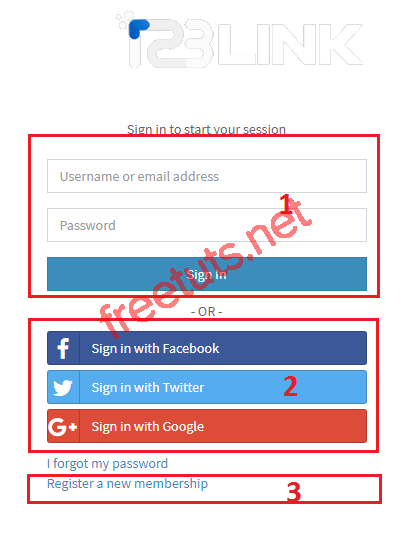 123LINK
Sign in to start your session
Username or email address
1
Password
Sign In
freetuts.net
- OR -
Sign in with Facebook
Sign in with Twitter
2
Sign in with Google
I forgot my password
Register a new membership
3